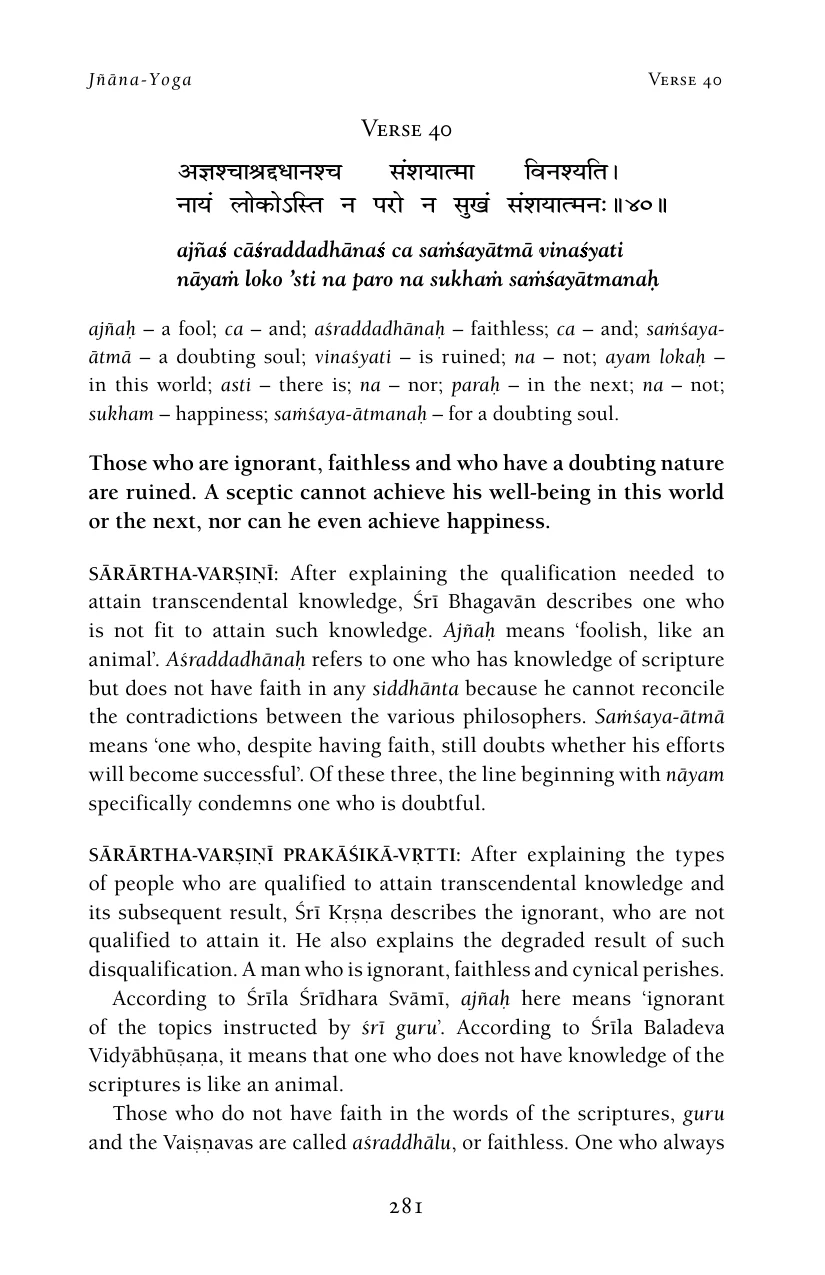 Jñāna-Yoga
Verse 40
Verse 40
अज्ञश्चाश्रद्दधानश्च संशयात्मा विनश्यति।
नायं लोकोऽस्ति न परो न सुखं संशयात्मनः॥४०॥
ajñaś cāśraddadhānaś ca saṁśayātmā vinaśyati
nāyaṁ loko ’sti na paro na sukhaṁ saṁśayātmanaḥ
ajñaḥ – a fool; ca – and; aśraddadhānaḥ – faithless; ca – and; saṁśaya-
ātmā – a doubting soul; vinaśyati – is ruined; na – not; ayam lokaḥ –
in this world; asti – there is; na – nor; paraḥ – in the next; na – not;
sukham – happiness; saṁśaya-ātmanaḥ – for a doubting soul.
Those who are ignorant, faithless and who have a doubting nature
are ruined. A sceptic cannot achieve his well-being in this world
or the next, nor can he even achieve happiness.
SĀRĀRTHA-VARṢIṆĪ: After explaining the qualification needed to
attain transcendental knowledge, Śrī Bhagavān describes one who
is not fit to attain such knowledge. Ajñaḥ means ‘foolish, like an
animal’. Aśraddadhānaḥ refers to one who has knowledge of scripture
but does not have faith in any siddhānta because he cannot reconcile
the contradictions between the various philosophers. Saṁśaya-ātmā
means ‘one who, despite having faith, still doubts whether his efforts
will become successful’. Of these three, the line beginning with nāyam
specifically condemns one who is doubtful.
SĀRĀRTHA-VARṢIṆĪ PRAKĀŚIKĀ-VṚTTI: After explaining the types
of people who are qualified to attain transcendental knowledge and
its subsequent result, Śrī Kṛṣṇa describes the ignorant, who are not
qualified to attain it. He also explains the degraded result of such
disqualification. A man who is ignorant, faithless and cynical perishes.
According to Śrīla Śrīdhara Svāmī, ajñaḥ here means ‘ignorant
of the topics instructed by śrī guru’. According to Śrīla Baladeva
Vidyābhūṣaṇa, it means that one who does not have knowledge of the
scriptures is like an animal.
Those who do not have faith in the words of the scriptures, guru
and the Vaiṣṇavas are called aśraddhālu, or faithless. One who always
281